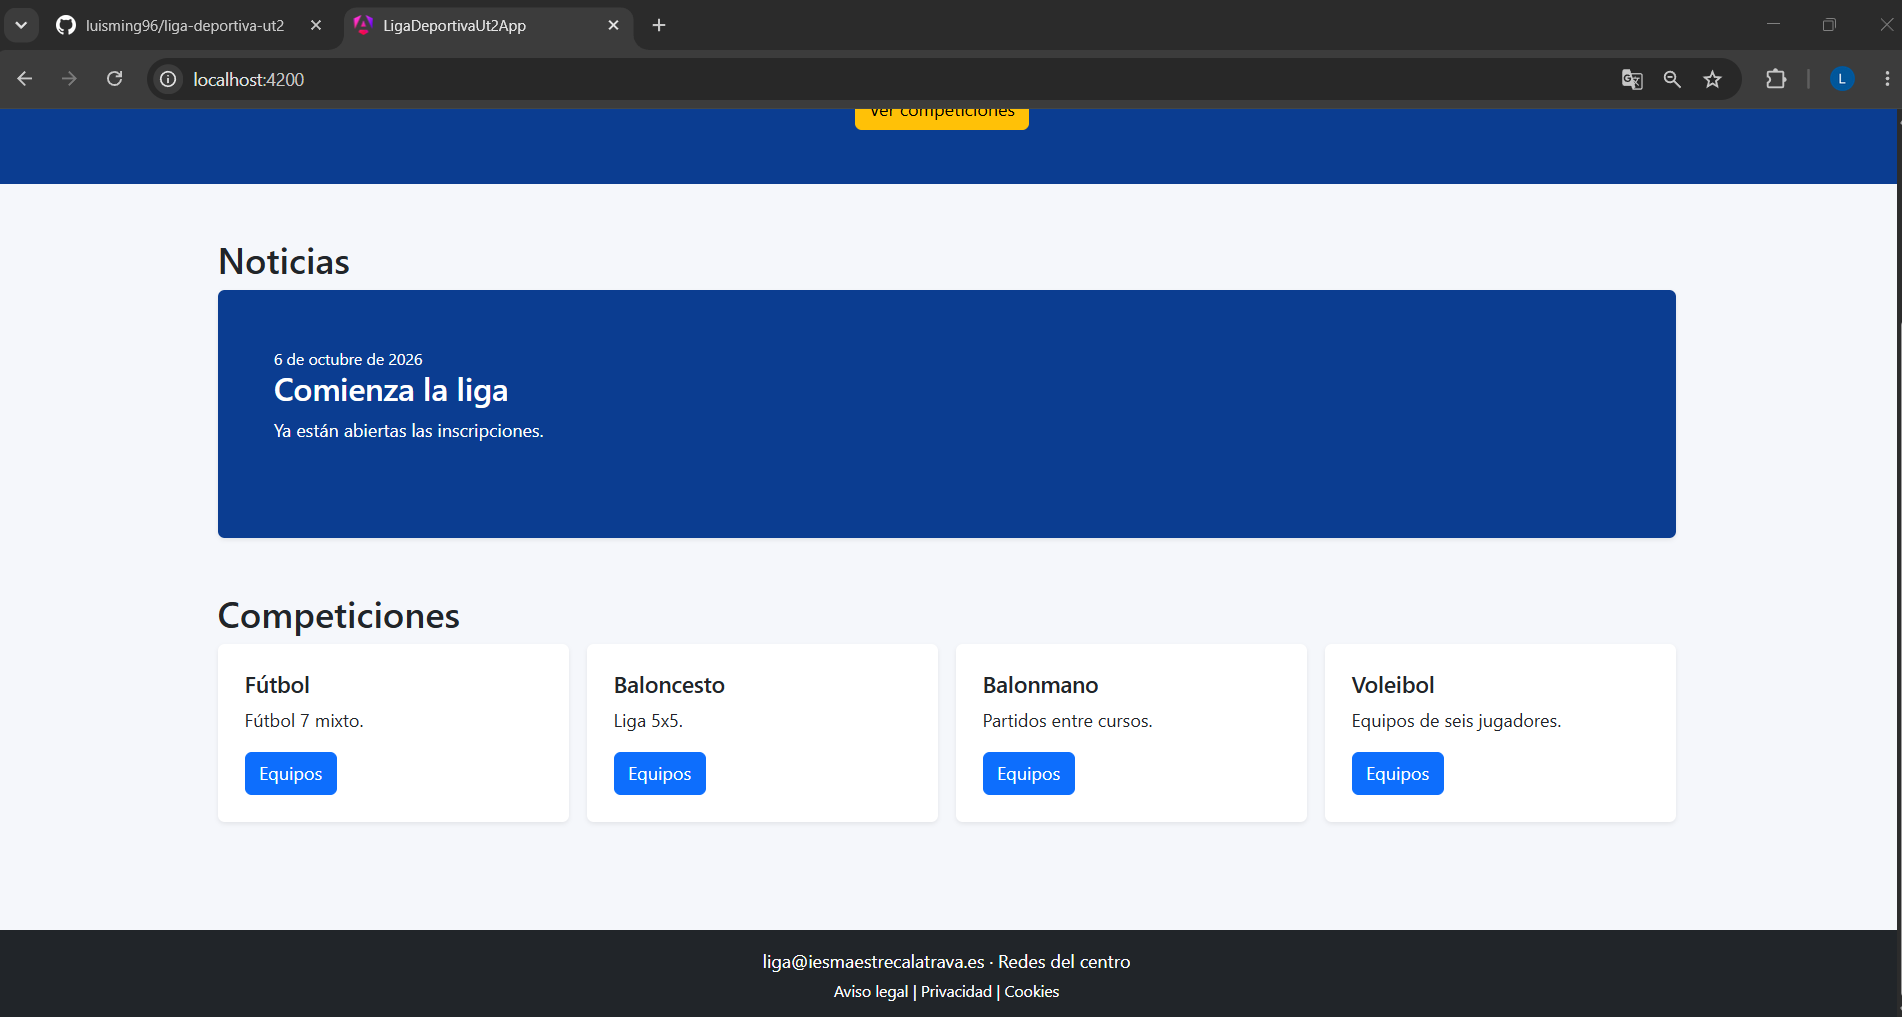 luisming96/liga-deportiva-ut2
LigaDeportivaUt2App
localhost:4200
L
Ver competiciones
Noticias
6 de octubre de 2026
Comienza la liga
Ya están abiertas las inscripciones.
Competiciones
Fútbol
Fútbol 7 mixto.
Equipos
Baloncesto
Liga 5x5.
Equipos
Balonmano
Partidos entre cursos.
Equipos
Voleibol
Equipos de seis jugadores.
Equipos
liga@iesmaestrecalatrava.es · Redes del centro
Aviso legal | Privacidad | Cookies